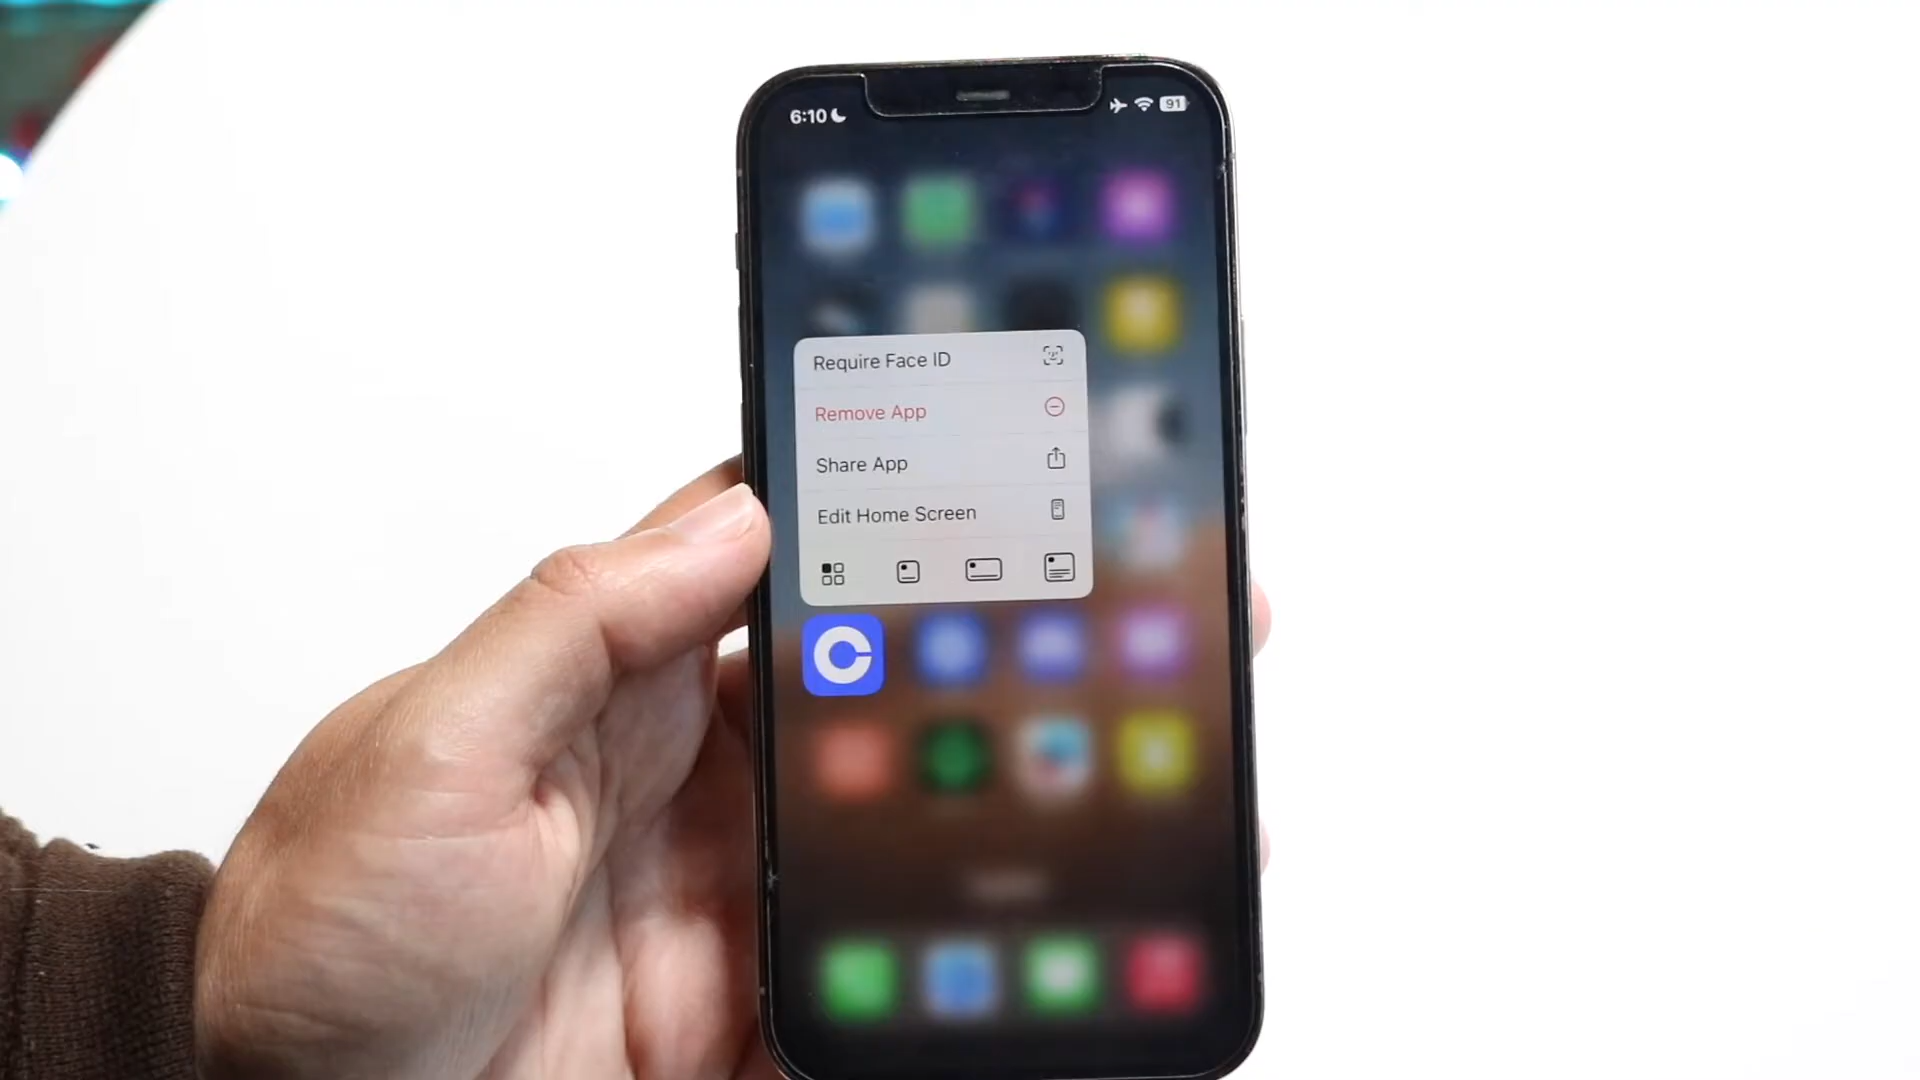 6:10
91
Require Face ID
Remove App
Share App
Edit Home Screen